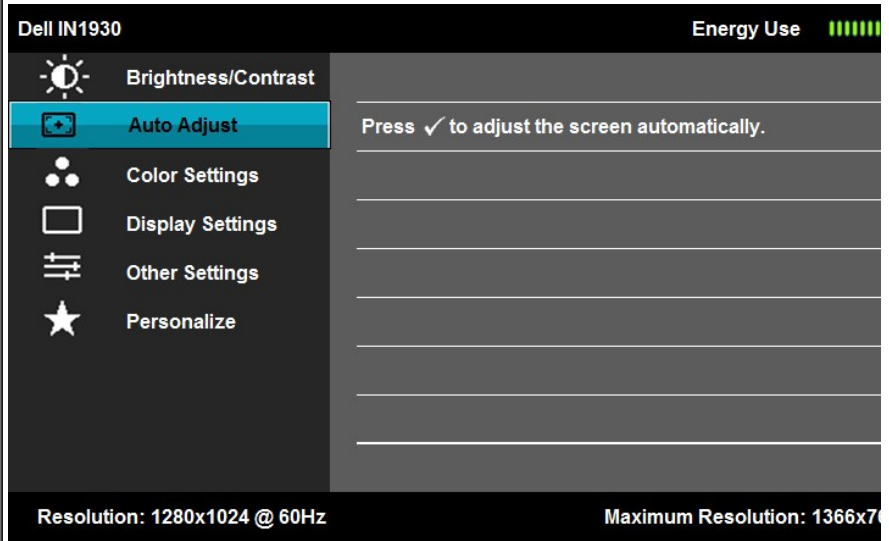 Dell IN1930 Energy Use
Brightness/Contrast
Auto Adjust Press ✓ to adjust the screen automatically.
Color Settings
Display Settings
Other Settings
Personalize
Resolution: 1280x1024 @ 60Hz Maximum Resolution: